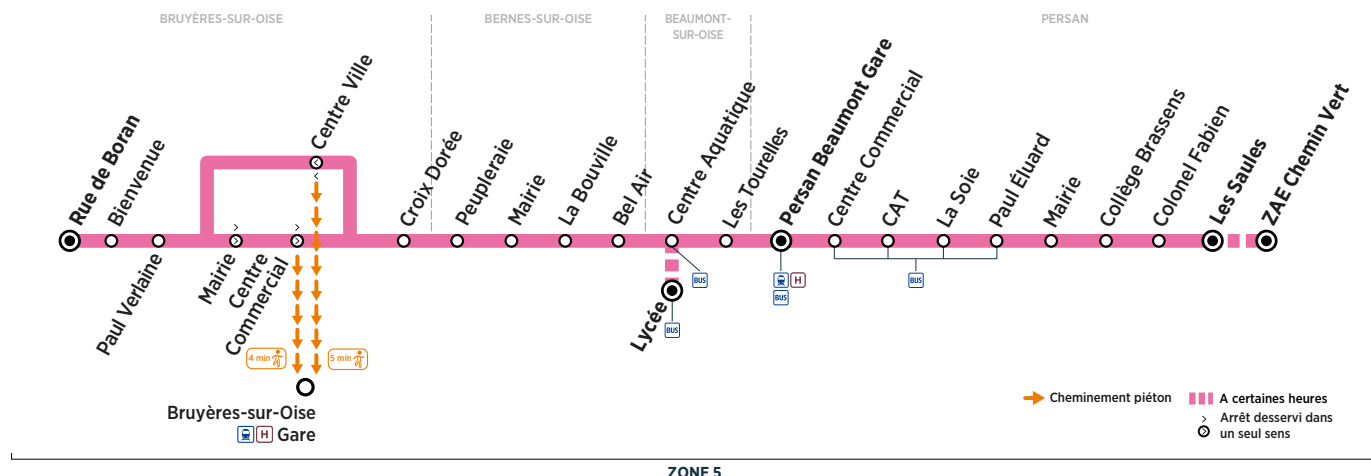 BRUYÈRES-SUR-OISE
BERNES-SUR-OISE
BEAUMONT-
SUR-OISE
PERSAN
Rue de Boran
Bienvenue
Paul Verlaine
Mairie
Centre
Commercial
Centre Ville
Croix Dorée
Peupleraie
Mairie
La Bouville
Bel Air
Centre Aquatique
Les Tourelles
Persan Beaumont Gare
Centre Commercial
CAT
La Soie
Paul Éluard
Mairie
Collège Brassens
Colonel Fabien
Les Saules
ZAE Chemin Vert
BUS
H
BUS
BUS
Lycée
BUS
4 min
5 min
Bruyères-sur-Oise
H Gare
Cheminement piéton
A certaines heures
Arrêt desservi dans
un seul sens
ZONE 5